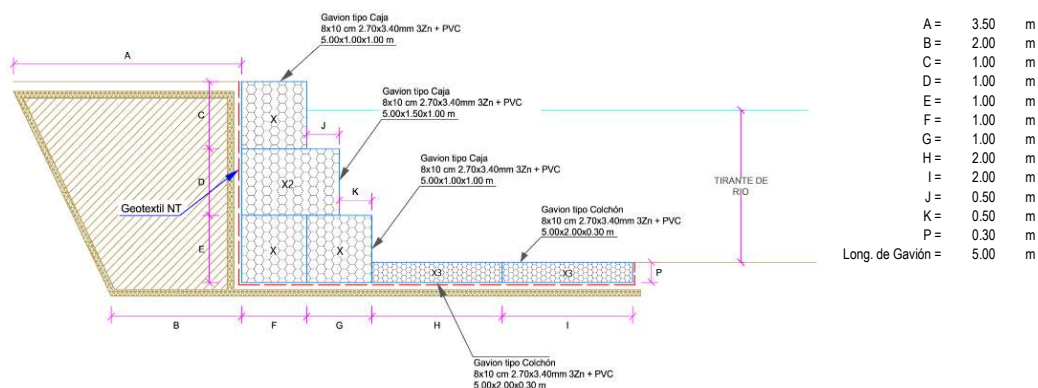 Gavion tipo Caja
8x10 cm 2.70x3.40mm 3Zn + PVC
5.00x1.00x1.00 m
A
Gavion tipo Caja
8x10 cm 2.70x3.40mm 3Zn + PVC
5.00x1.50x1.00 m
C
X
J
Gavion tipo Caja
8x10 cm 2.70x3.40mm 3Zn + PVC
5.00x1.00x1.00 m
D
X2
K
TIRANTE DE
RIO
Geotextil NT
Gavion tipo Colchón
8x10 cm 2.70x3.40mm 3Zn + PVC
5.00x2.00x0.30 m
E
X
X
X3
X3
P
B
F
G
H
I
Gavion tipo Colchón
8x10 cm 2.70x3.40mm 3Zn + PVC
5.00x2.00x0.30 m
A = 3.50 m
B = 2.00 m
C = 1.00 m
D = 1.00 m
E = 1.00 m
F = 1.00 m
G = 1.00 m
H = 2.00 m
I = 2.00 m
J = 0.50 m
K = 0.50 m
P = 0.30 m
Long. de Gavión = 5.00 m